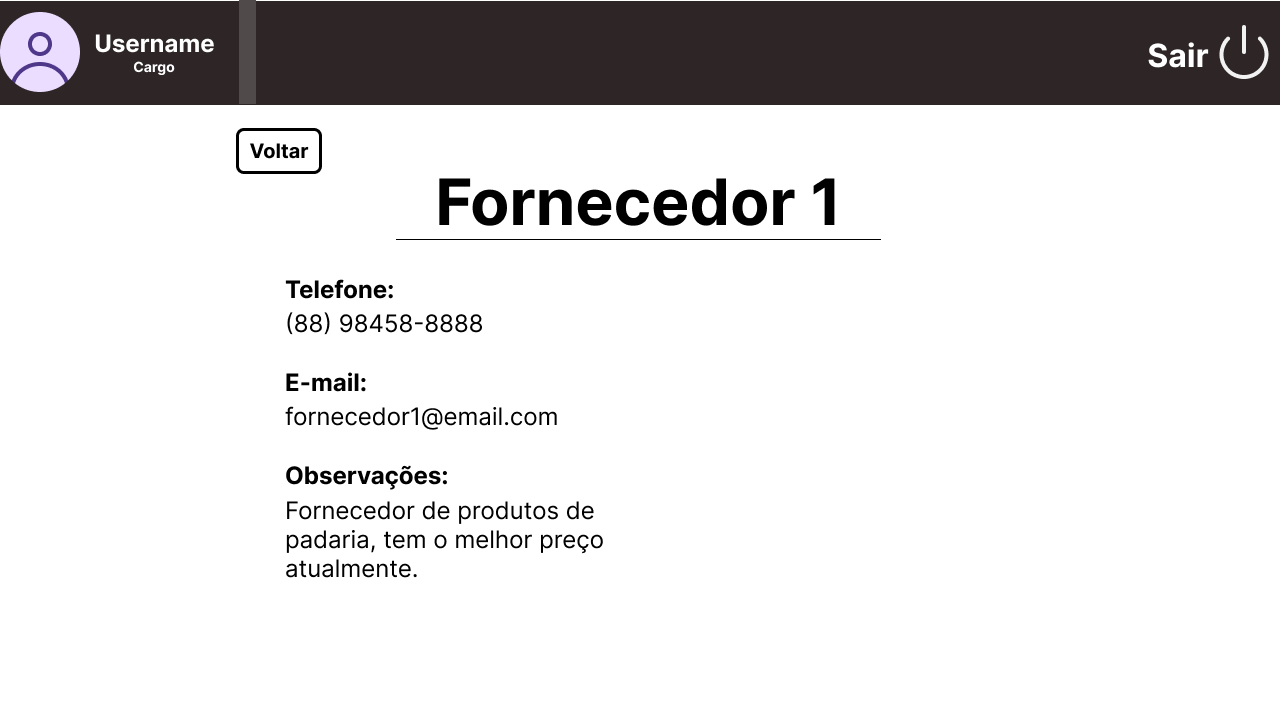 Username
Cargo
Sair
Voltar
Fornecedor 1
Telefone:
(88) 98458-8888
E-mail:
fornecedor1@email.com
Observações:
Fornecedor de produtos de
padaria, tem o melhor preço
atualmente.